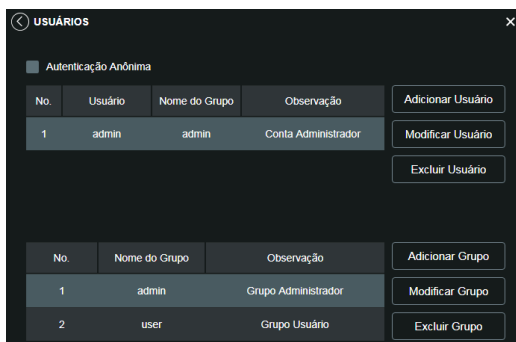 USUÁRIOS
Autenticação Anônima
No. Usuário Nome do Grupo Observação Adicionar Usuário
1 admin admin Conta Administrador Modificar Usuário
Excluir Usuário
No. Nome do Grupo Observação Adicionar Grupo
1 admin Grupo Administrador Modificar Grupo
2 user Grupo Usuário Excluir Grupo